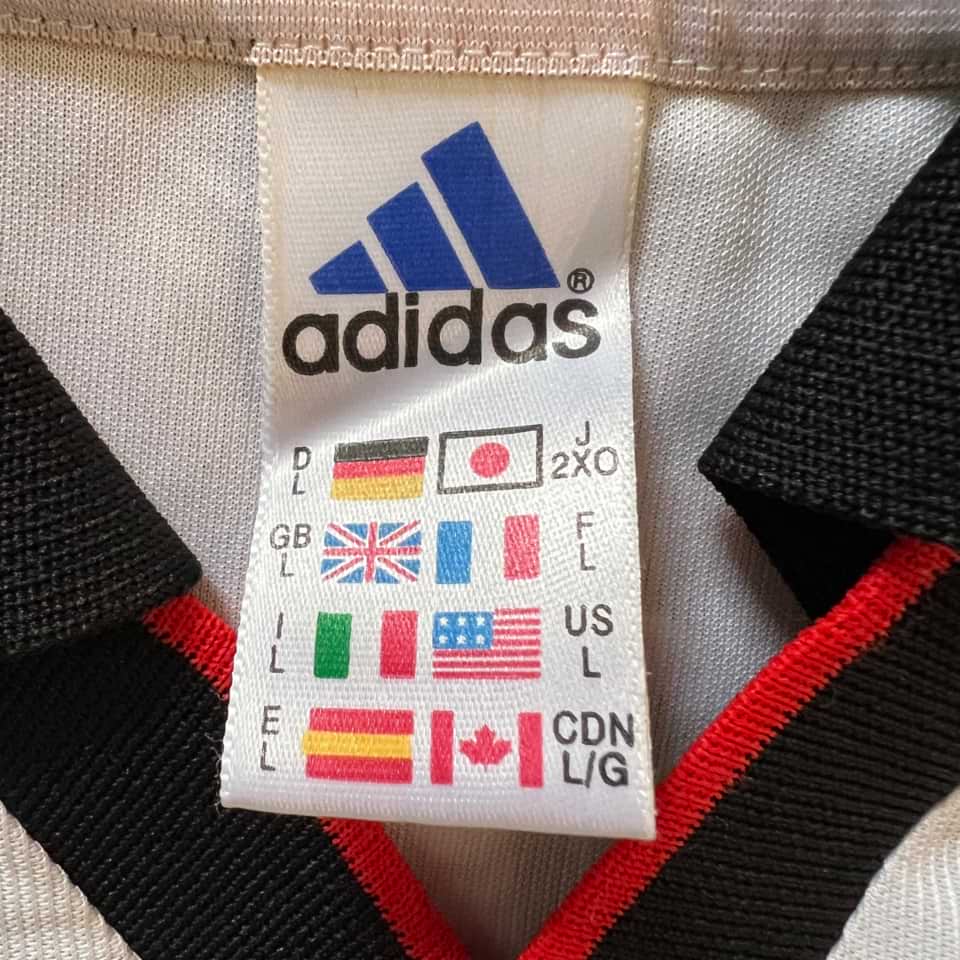 adidas®
D L J 2XO
GB L F L
I L US L
E L CDN L/G